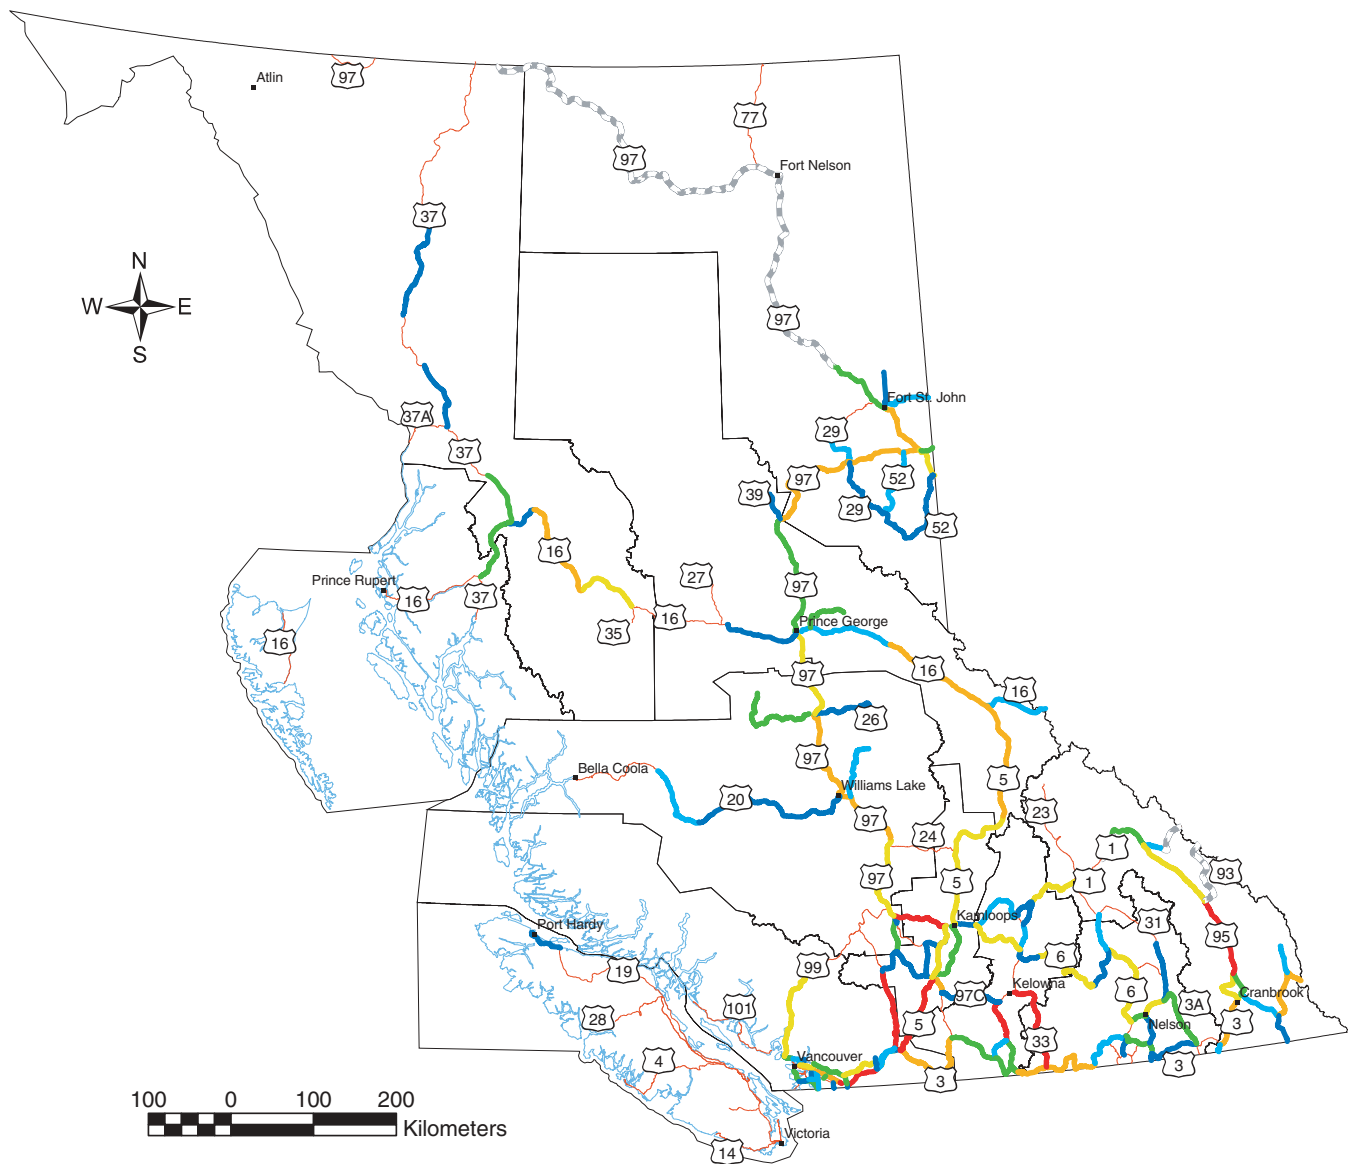 Atlin
97
77
97
Fort Nelson
37
N
W
E
S
97
Fort St. John
37A
29
37
97
52
39
29
52
16
27
97
Prince Rupert
16
37
16
Prince George
35
16
97
16
16
26
97
Bella Coola
5
Williams Lake
20
97
23
24
1
97
5
1
93
Kamloops
31
Port Hardy
95
6
99
19
Kelowna
97C
6
Cranbrook
3A
101
28
5
Nelson
3
33
Vancouver
4
3
3
100
0
100
200
Kilometers
Victoria
14